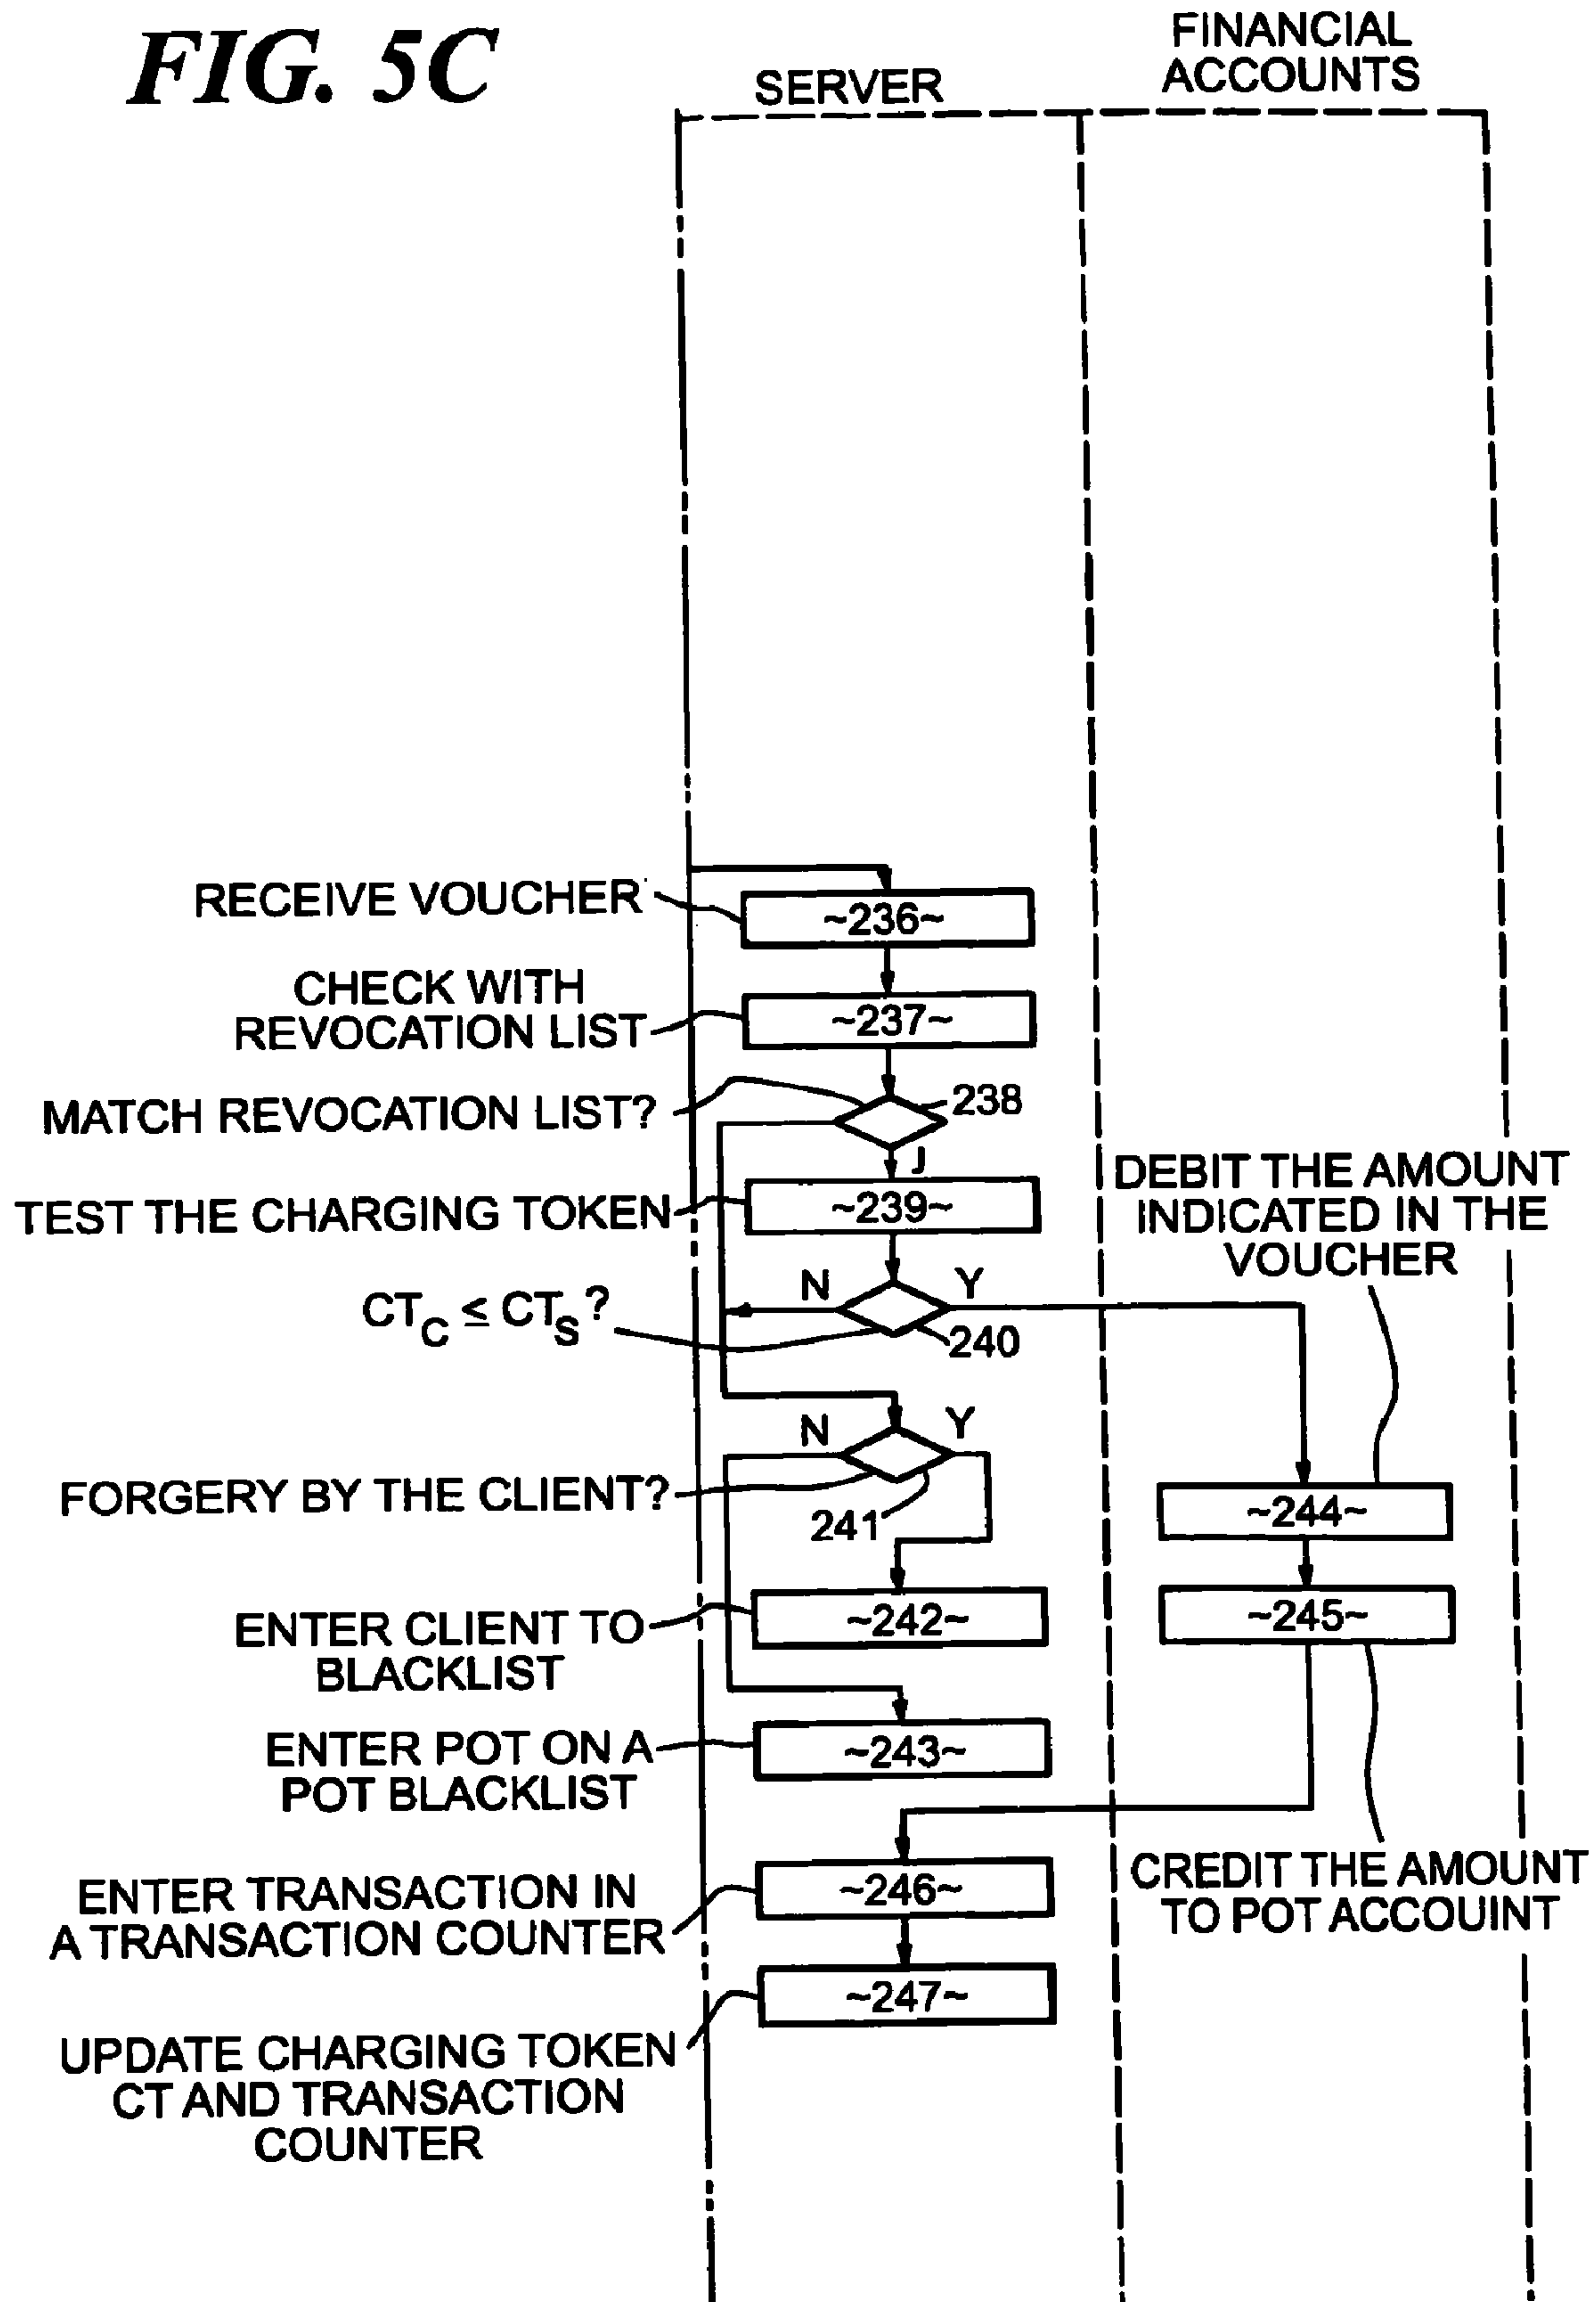 FIG. 5C
SERVER
FINANCIAL
ACCOUNTS
RECEIVE VOUCHER
~236~
CHECK WITH
REVOCATION LIST
~237~
MATCH REVOCATION LIST?
238
J
TEST THE CHARGING TOKEN
~239~
DEBIT THE AMOUNT
INDICATED IN THE
VOUCHER
CTC ≤ CTS?
N
Y
240
N
Y
FORGERY BY THE CLIENT?
241
~244~
ENTER CLIENT TO
BLACKLIST
~242~
~245~
ENTER POT ON A
POT BLACKLIST
~243~
ENTER TRANSACTION IN
A TRANSACTION COUNTER
~246~
CREDIT THE AMOUNT
TO POT ACCOUINT
~247~
UPDATE CHARGING TOKEN
CT AND TRANSACTION
COUNTER